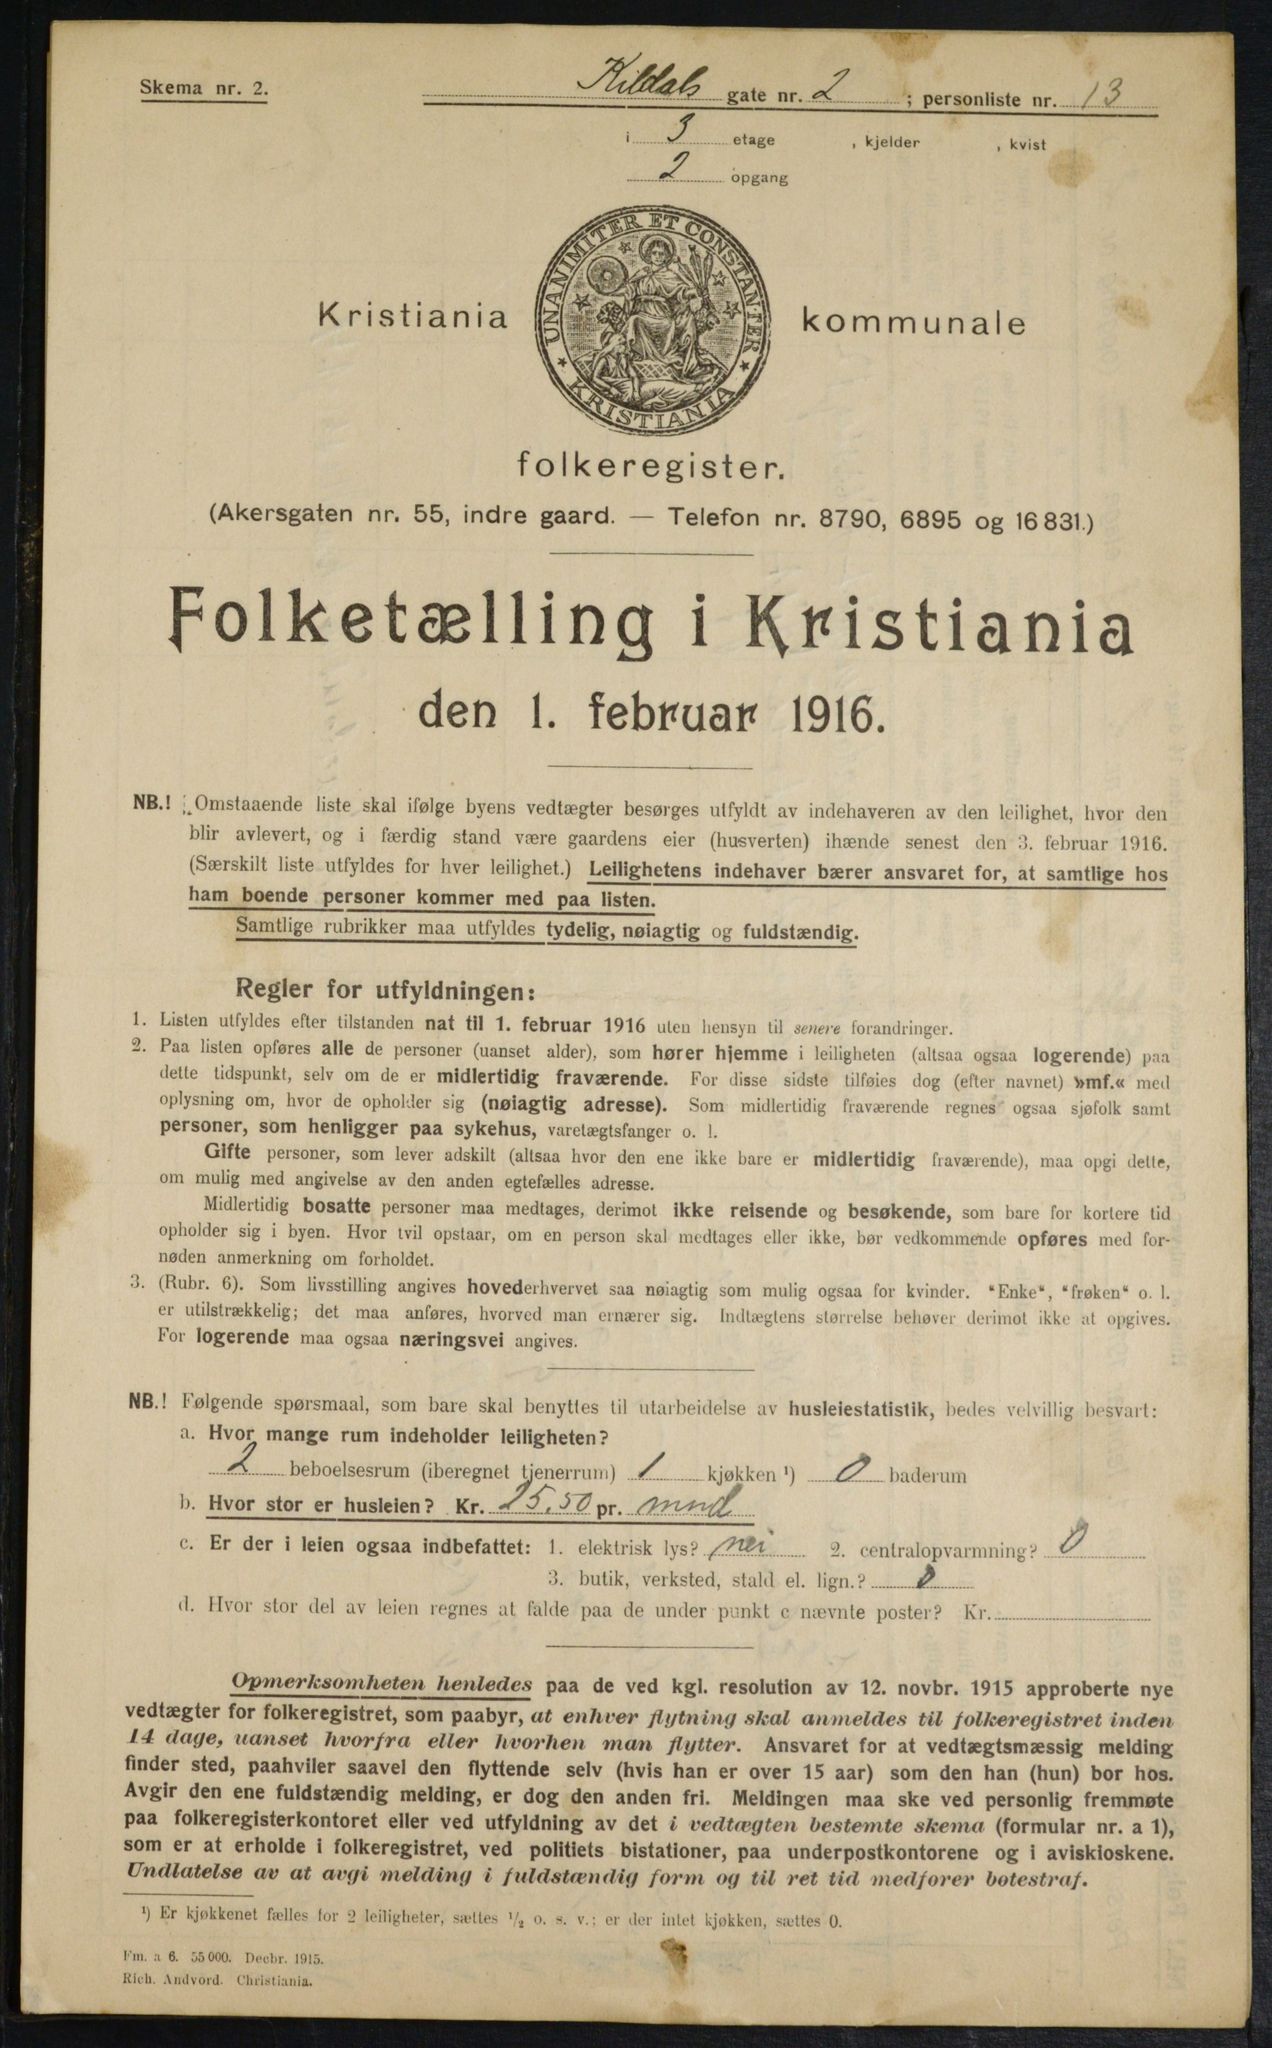 Skema nr. 2.
Kildals gate nr. 2 ; personliste nr. 13
i 3 etage , kjelder , kvist
2 opgang
UNANIMITER ET CONSTANTER
KRISTIANIA
Kristiania kommunale
folkeregister.
(Akersgaten nr. 55, indre gaard. — Telefon nr. 8790, 6895 og 16 831.)
Folketælling i Kristiania
den 1. februar 1916.
NB.! Omstaaende liste skal ifølge byens vedtægter besørges utfyldt av indehaveren av den leilighet, hvor den
blir avlevert, og i færdig stand være gaardens eier (husverten) ihænde senest den 3. februar 1916.
(Særskilt liste utfyldes for hver leilighet.) Leilighetens indehaver bærer ansvaret for, at samtlige hos
ham boende personer kommer med paa listen.
Samtlige rubrikker maa utfyldes tydelig, nøiagtig og fuldstændig.
Regler for utfyldningen:
1. Listen utfyldes efter tilstanden nat til 1. februar 1916 uten hensyn til senere forandringer.
2. Paa listen opføres alle de personer (uanset alder), som hører hjemme i leiligheten (altsaa ogsaa logerende) paa
dette tidspunkt, selv om de er midlertidig fraværende. For disse sidste tilføies dog (efter navnet) »mf.« med
oplysning om, hvor de opholder sig (nøiagtig adresse). Som midlertidig fraværende regnes ogsaa sjøfolk samt
personer, som henligger paa sykehus, varetægtsfanger o. l.
Gifte personer, som lever adskilt (altsaa hvor den ene ikke bare er midlertidig fraværende), maa opgi dette,
om mulig med angivelse av den anden egtefælles adresse.
Midlertidig bosatte personer maa medtages, derimot ikke reisende og besøkende, som bare for kortere tid
opholder sig i byen. Hvor tvil opstaar, om en person skal medtages eller ikke, bør vedkommende opføres med for-
nøden anmerkning om forholdet.
3. (Rubr. 6). Som livsstilling angives hovederhvervet saa nøiagtig som mulig ogsaa for kvinder. "Enke", "frøken" o. l.
er utilstrækkelig; det maa anføres, hvorved man ernærer sig. Indtægtens størrelse behøver derimot ikke at opgives.
For logerende maa ogsaa næringsvei angives.
NB.! Følgende spørsmaal, som bare skal benyttes til utarbeidelse av husleiestatistik, bedes velvillig besvart:
a. Hvor mange rum indeholder leiligheten?
2 beboelsesrum (iberegnet tjenerrum) 1 kjøkken ¹) 0 baderum
b. Hvor stor er husleien? Kr. 25,50 pr. mnd
c. Er der i leien ogsaa indbefattet: 1. elektrisk lys? nei 2. centralopvarmning? 0
3. butik, verksted, stald el. lign.? 0
d. Hvor stor del av leien regnes at falde paa de under punkt c nævnte poster? Kr.
Opmerksomheten henledes paa de ved kgl. resolution av 12. novbr. 1915 approberte nye
vedtægter for folkeregistret, som paabyr, at enhver flytning skal anmeldes til folkeregistret inden
14 dage, uanset hvorfra eller hvorhen man flytter. Ansvaret for at vedtægtsmæssig melding
finder sted, paahviler saavel den flyttende selv (hvis han er over 15 aar) som den han (hun) bor hos.
Avgir den ene fuldstændig melding, er dog den anden fri. Meldingen maa ske ved personlig fremmøte
paa folkeregisterkontoret eller ved utfyldning av det i vedtægten bestemte skema (formular nr. a 1),
som er at erholde i folkeregistret, ved politiets bistationer, paa underpostkontorene og i aviskioskene.
Undlatelse av at avgi melding i fuldstændig form og til ret tid medfører bøtestraf.
¹) Er kjøkkenet fælles for 2 leiligheter, sættes ½ o. s. v.; er der intet kjøkken, sættes 0.
Fm. a 6. 55 000. Decbr. 1915.
Rich. Andvord. Christiania.